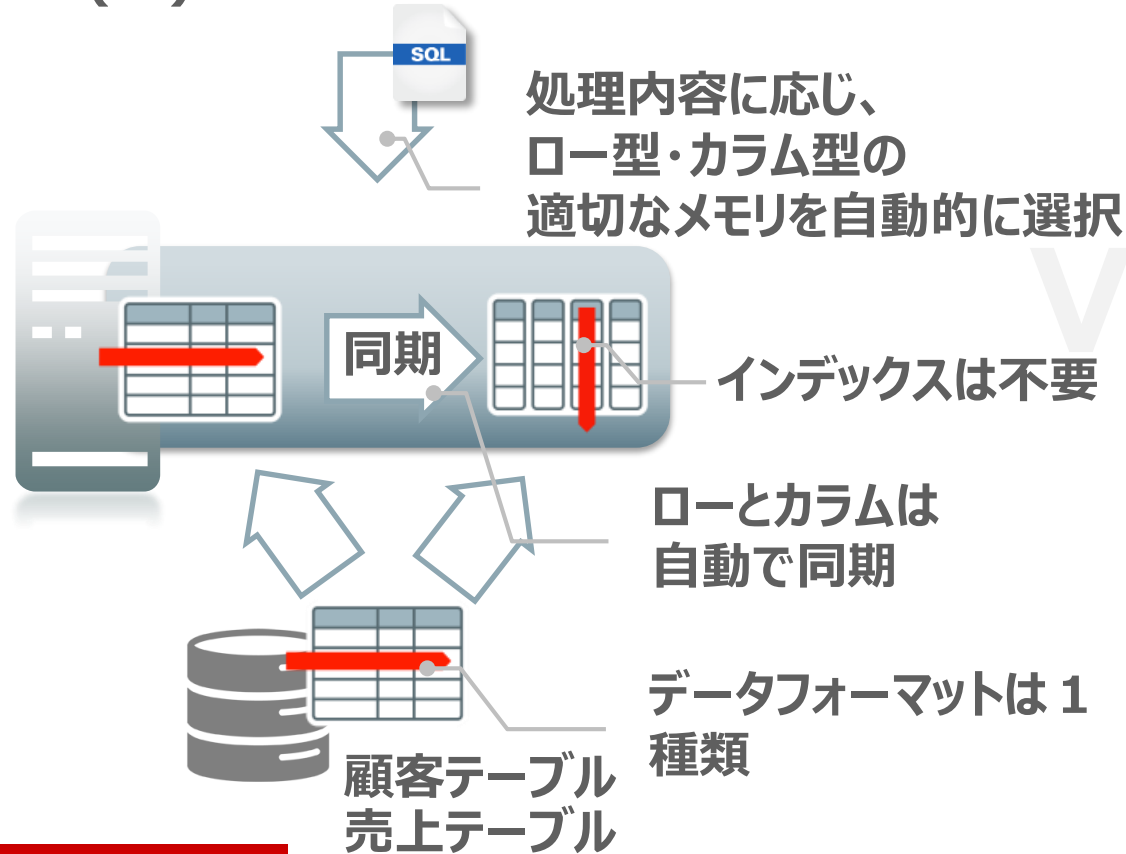 SQL
処理内容に応じ、
ロー型・カラム型の
適切なメモリを自動的に選択
V
同期
インデックスは不要
ローとカラムは
自動で同期
データフォーマットは 1
種類
顧客テーブル
売上テーブル